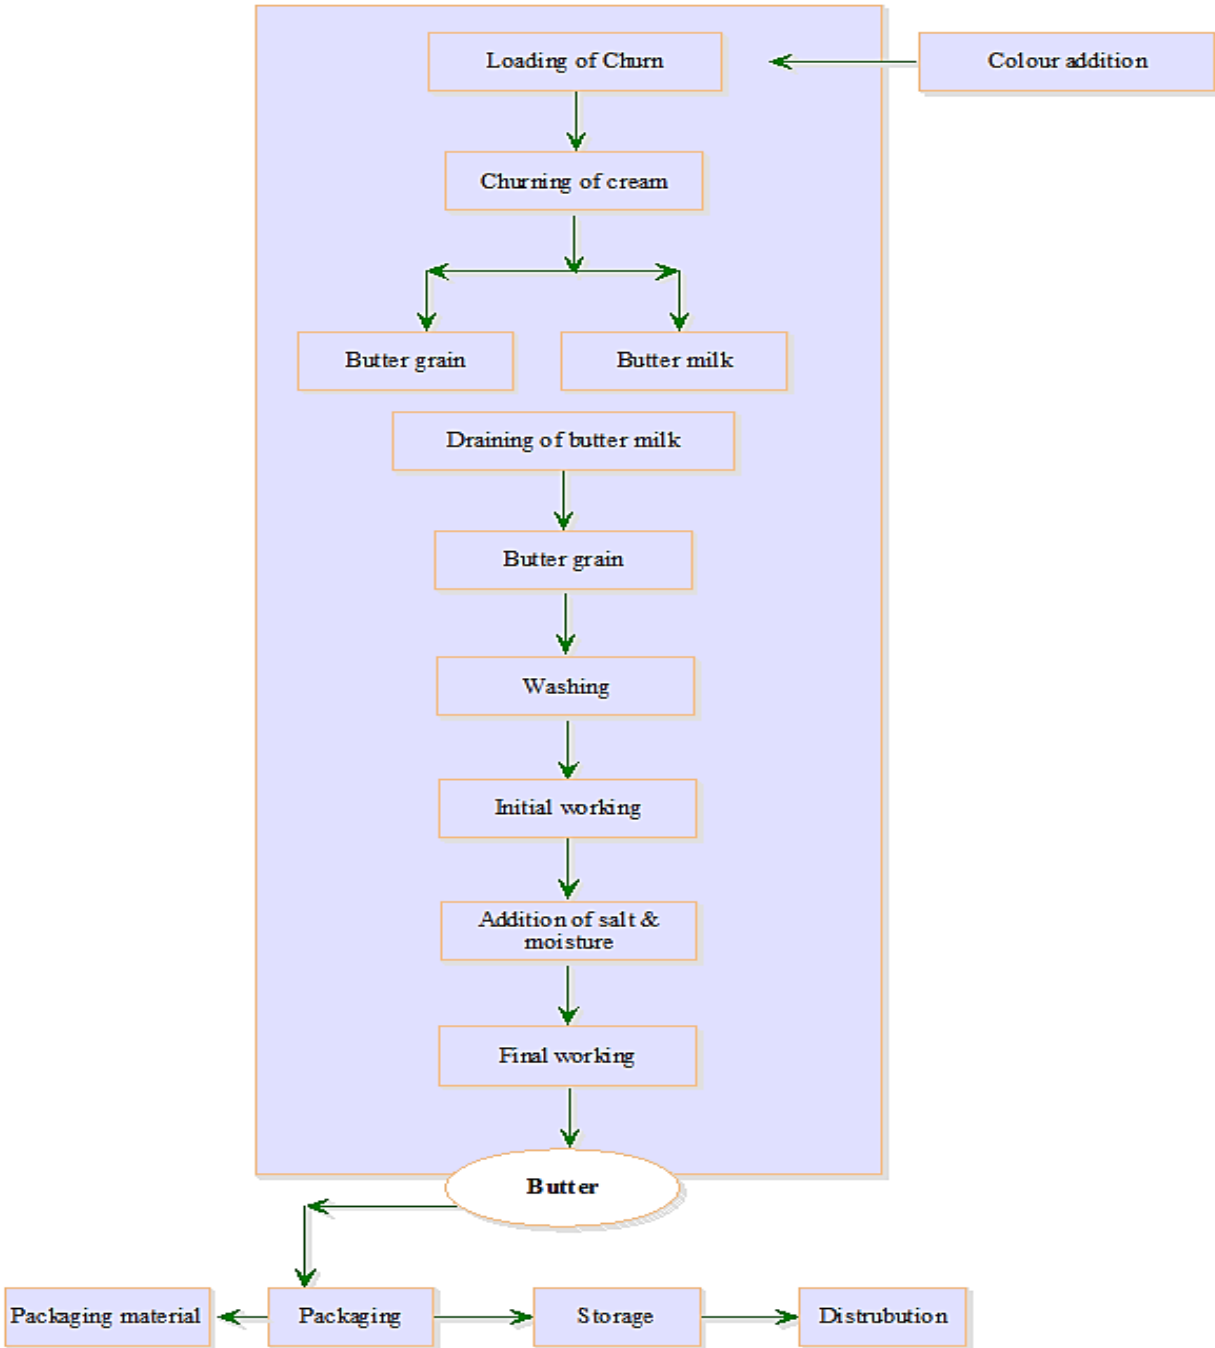 Loading of Churn
Colour addition
Churning of cream
Butter grain
Butter milk
Draining of butter milk
Butter grain
Washing
Initial working
Addition of salt &
moisture
Final working
Butter
Packaging material
Packaging
Storage
Distrubution